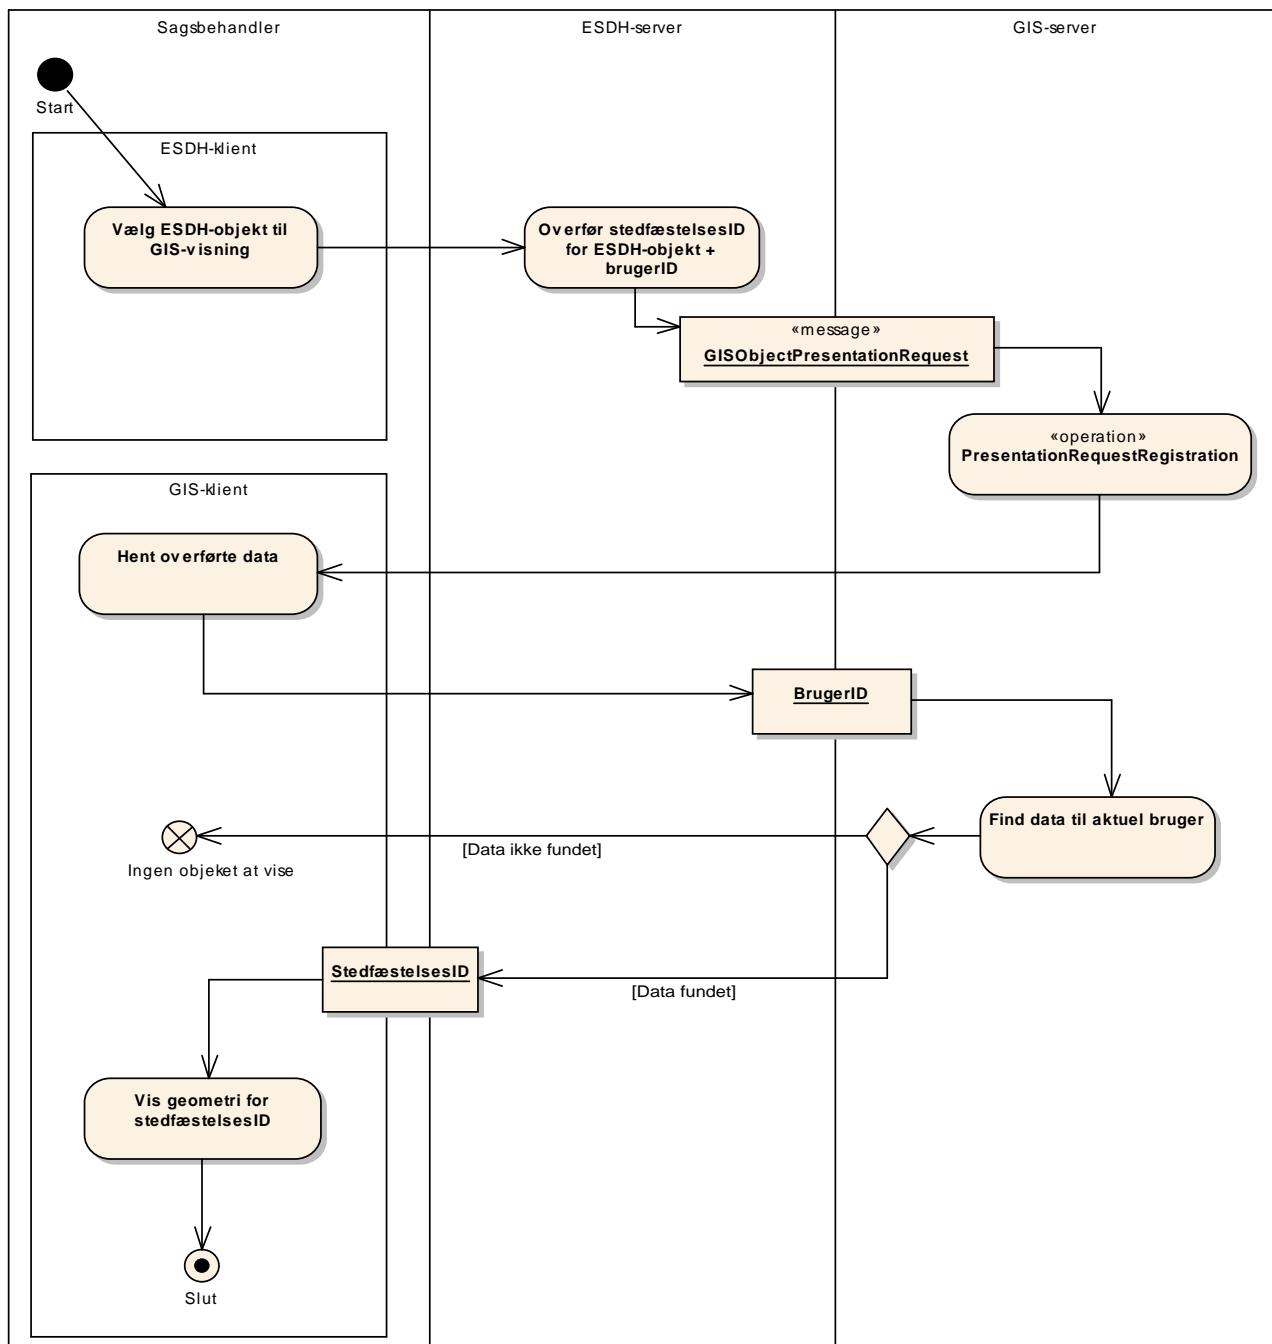 Sagsbehandler
ESDH-server
GIS-server
Start
ESDH-klient
Vælg ESDH-objekt til
GIS-visning
Overfør stedfæstelsesID
for ESDH-objekt +
brugerID
«message»
GISObjectPresentationRequest
«operation»
PresentationRequestRegistration
GIS-klient
Hent overførte data
BrugerID
Find data til aktuel bruger
[Data ikke fundet]
Ingen objeket at vise
StedfæstelsesID
[Data fundet]
Vis geometri for
stedfæstelsesID
Slut